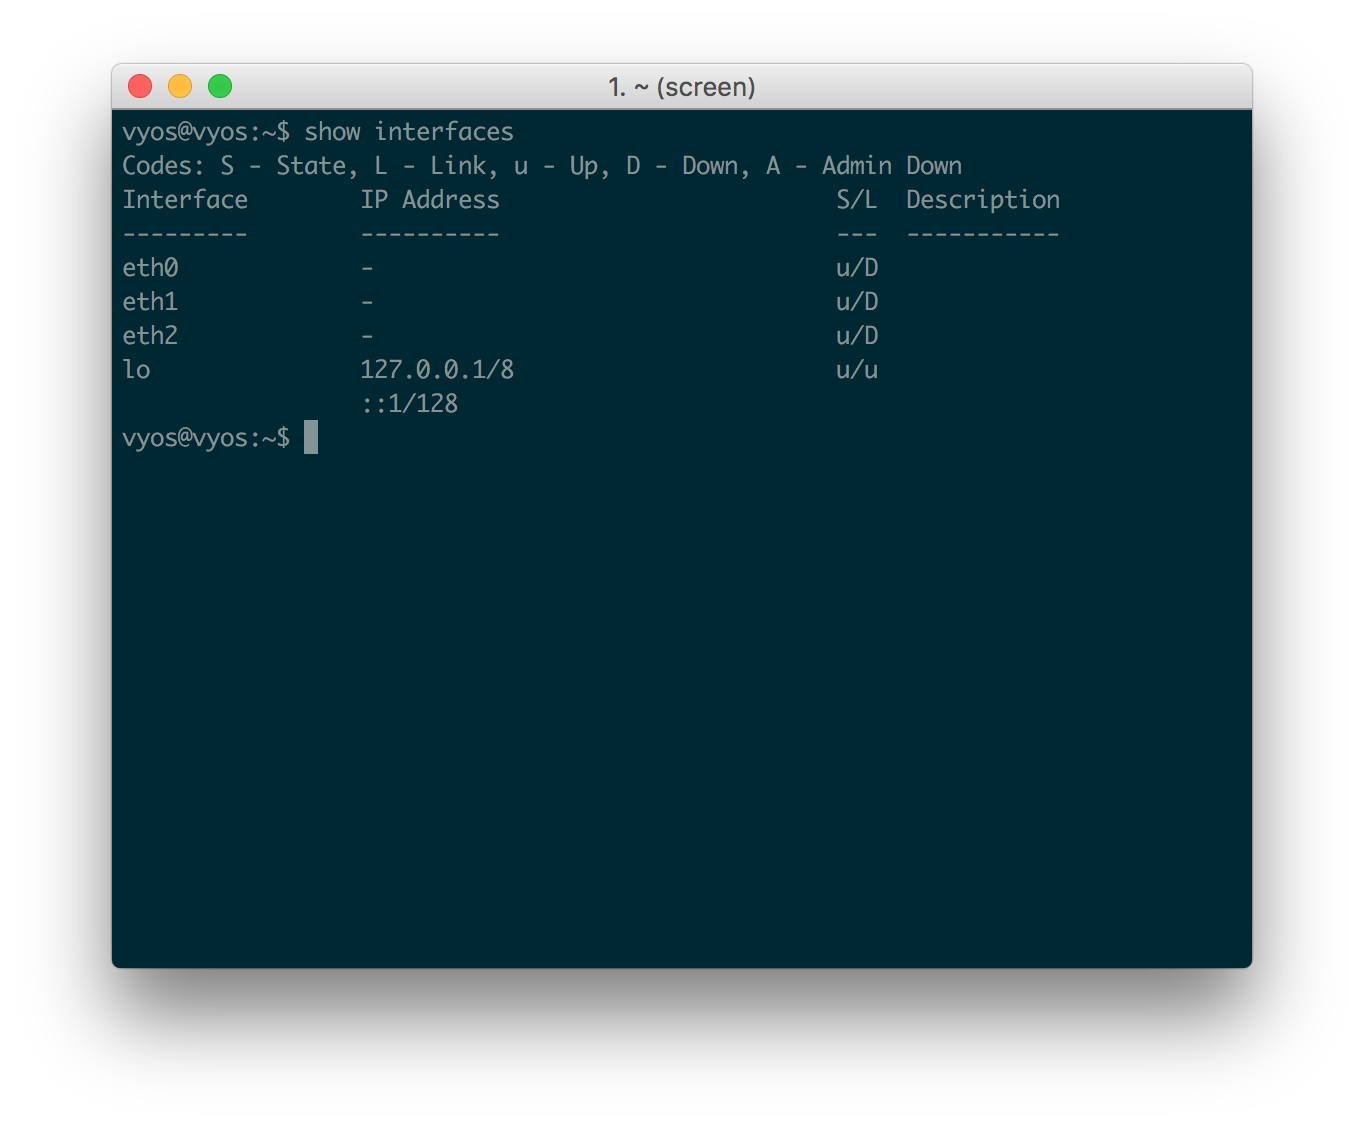 1. ~ (screen)
vyos@vyos:~$ show interfaces
Codes: S - State, L - Link, u - Up, D - Down, A - Admin Down
Interface        IP Address                        S/L  Description
---------        ----------                        ---  -----------
eth0             -                                 u/D
eth1             -                                 u/D
eth2             -                                 u/D
lo               127.0.0.1/8                       u/u
                 ::1/128
vyos@vyos:~$